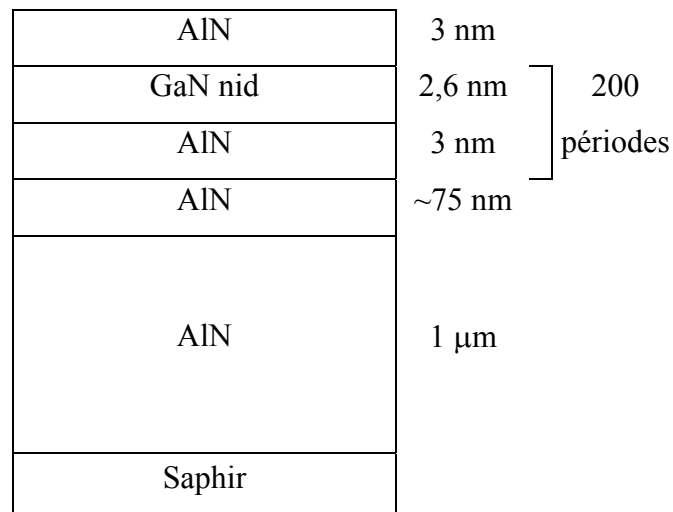 AlN 3 nm
GaN nid 2,6 nm 200
AlN 3 nm périodes
AlN ~75 nm
AlN 1 μm
Saphir